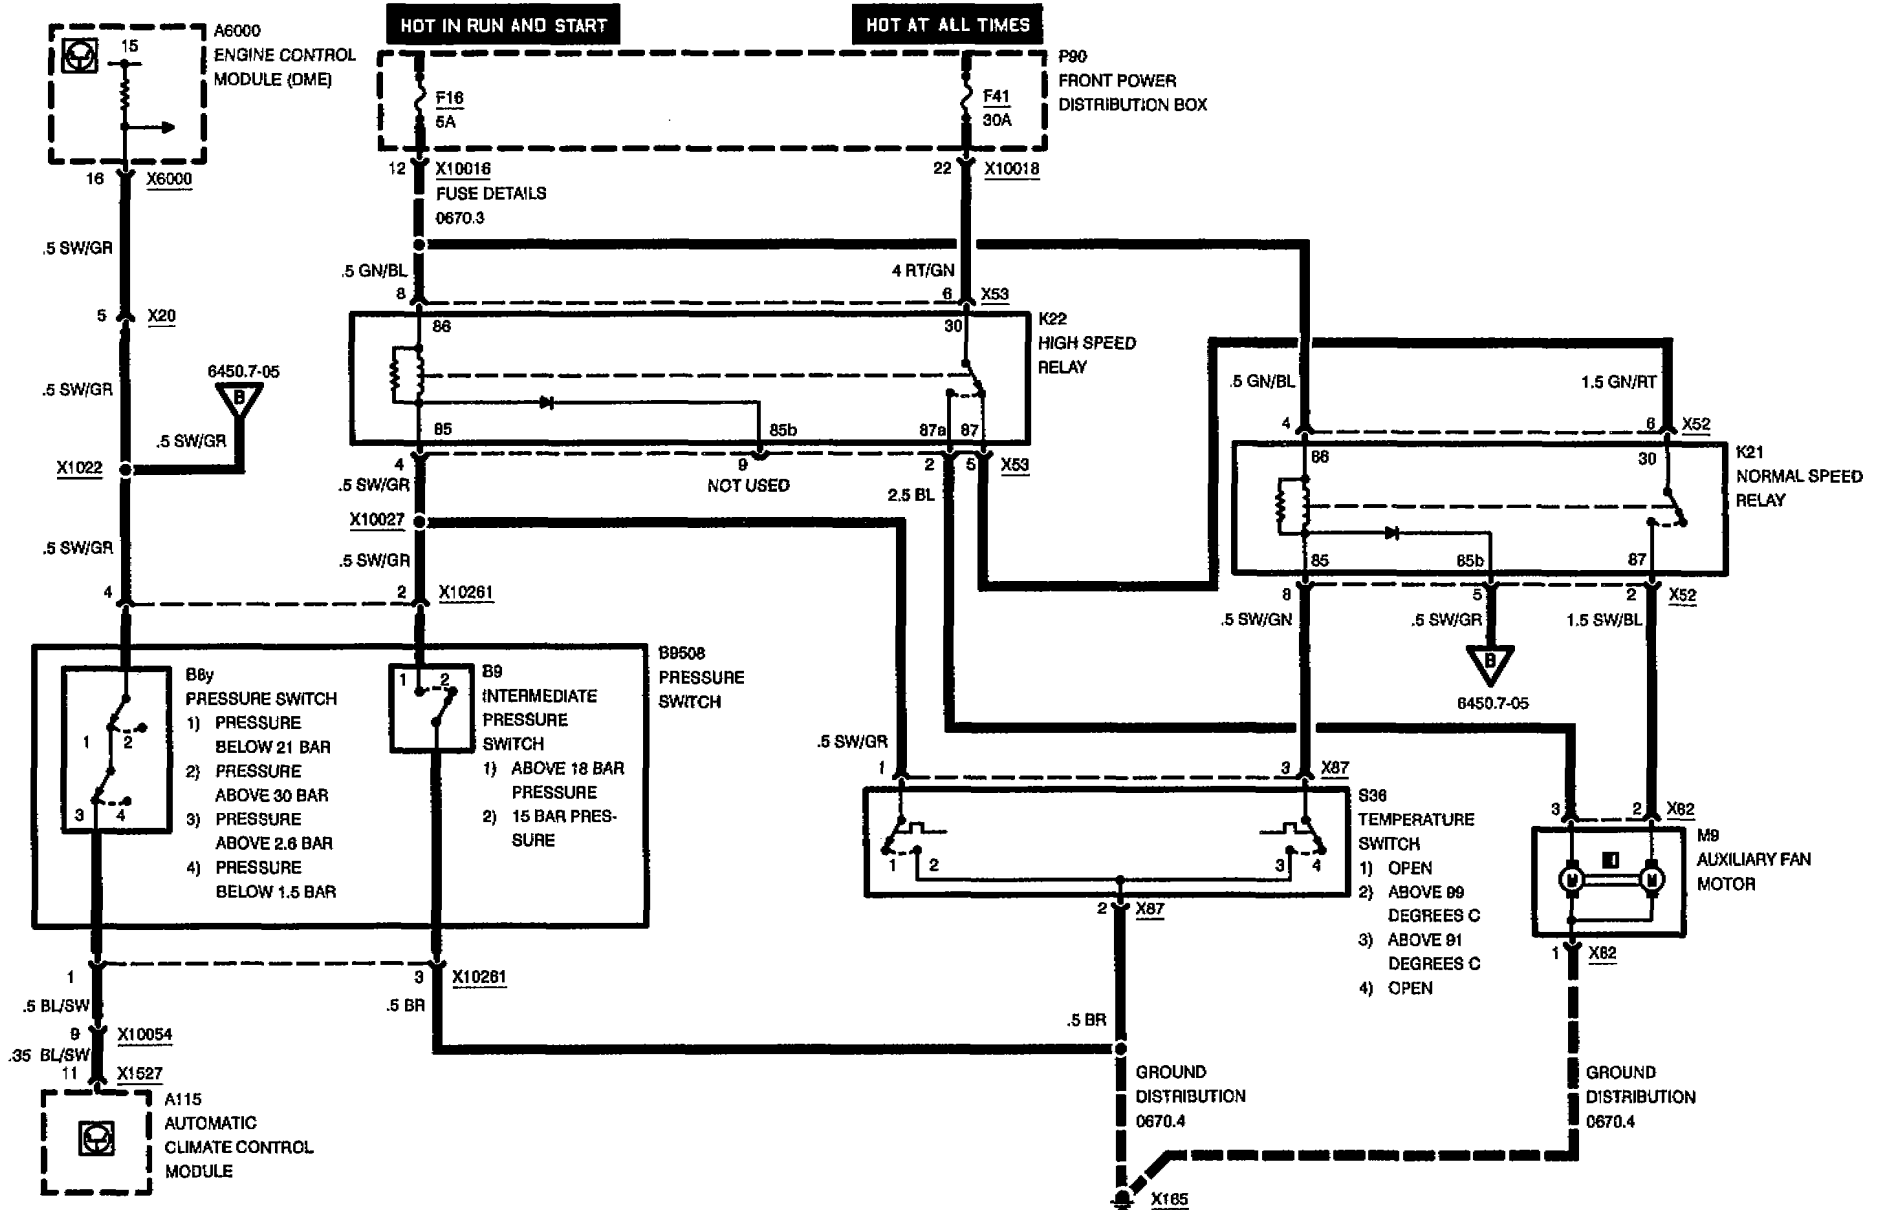 HOT IN RUN AND START
HOT AT ALL TIMES
A6000
ENGINE CONTROL
MODULE (DME)
15
P90
FRONT POWER
DISTRIBUTION BOX
F16
5A
F41
30A
16 X6000
12 X10016
FUSE DETAILS
0670.3
22 X10018
.5 SW/GR
.5 GN/BL
4 RT/GN
8
6 X53
5 X20
86
30
K22
HIGH SPEED
RELAY
6450.7-05
B
.5 SW/GR
.5 SW/GR
.5 GN/BL
1.5 GN/RT
85
85b
87a 87
4
6 X52
X1022
4
9
2
5 X53
NOT USED
.5 SW/GR
2.5 BL
86
30
K21
NORMAL SPEED
RELAY
X10027
.5 SW/GR
.5 SW/GR
85
85b
87
4
2 X10261
8
5
2 X52
.5 SW/GN
.5 SW/GR
1.5 SW/BL
B
6450.7-05
B9508
PRESSURE
SWITCH
B8y
PRESSURE SWITCH
1) PRESSURE
BELOW 21 BAR
2) PRESSURE
ABOVE 30 BAR
3) PRESSURE
ABOVE 2.6 BAR
4) PRESSURE
BELOW 1.5 BAR
1 2
3 4
1 2
B9
INTERMEDIATE
PRESSURE
SWITCH
1) ABOVE 18 BAR
PRESSURE
2) 15 BAR PRES-
SURE
.5 SW/GR
1
3 X87
1 2
3 4
S36
TEMPERATURE
SWITCH
1) OPEN
2) ABOVE 99
DEGREES C
3) ABOVE 91
DEGREES C
4) OPEN
2 X87
3
2 X62
M9
AUXILIARY FAN
MOTOR
M M
1 X62
1
3 X10261
.5 BL/SW
.5 BR
.5 BR
9 X10054
.35 BL/SW
11 X1527
A115
AUTOMATIC
CLIMATE CONTROL
MODULE
GROUND
DISTRIBUTION
0670.4
GROUND
DISTRIBUTION
0670.4
X165